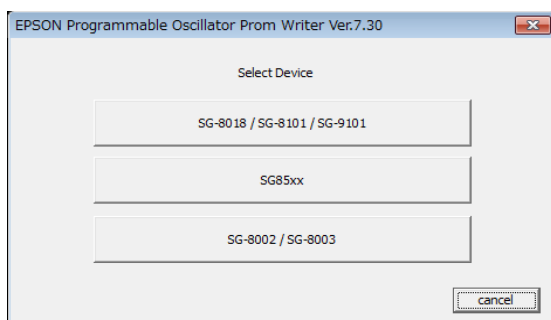 EPSON Programmable Oscillator Prom Writer Ver.7.30
Select Device
SG-8018 / SG-8101 / SG-9101
SG85xx
SG-8002 / SG-8003
cancel